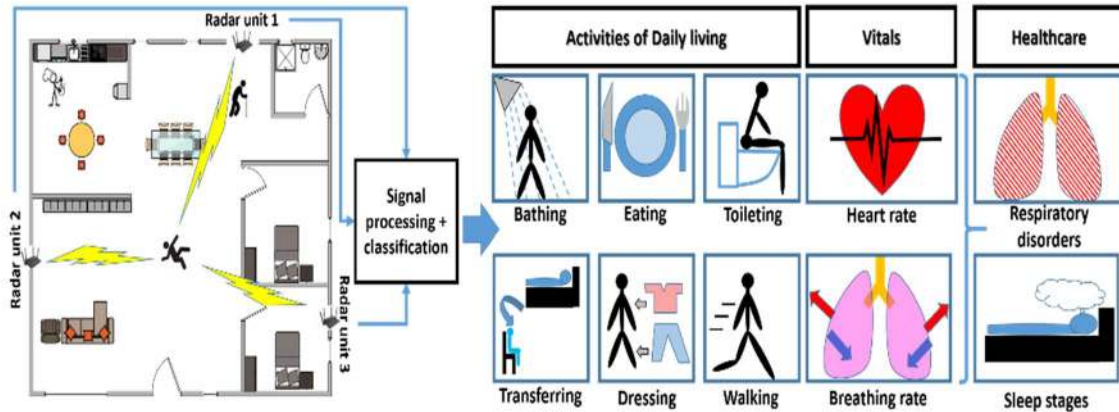 Radar unit 1
Radar unit 2
Radar unit 3
Signal
processing +
classification
Activities of Daily living
Vitals
Healthcare
Bathing
Eating
Toileting
Heart rate
Respiratory
disorders
Transferring
Dressing
Walking
Breathing rate
Sleep stages